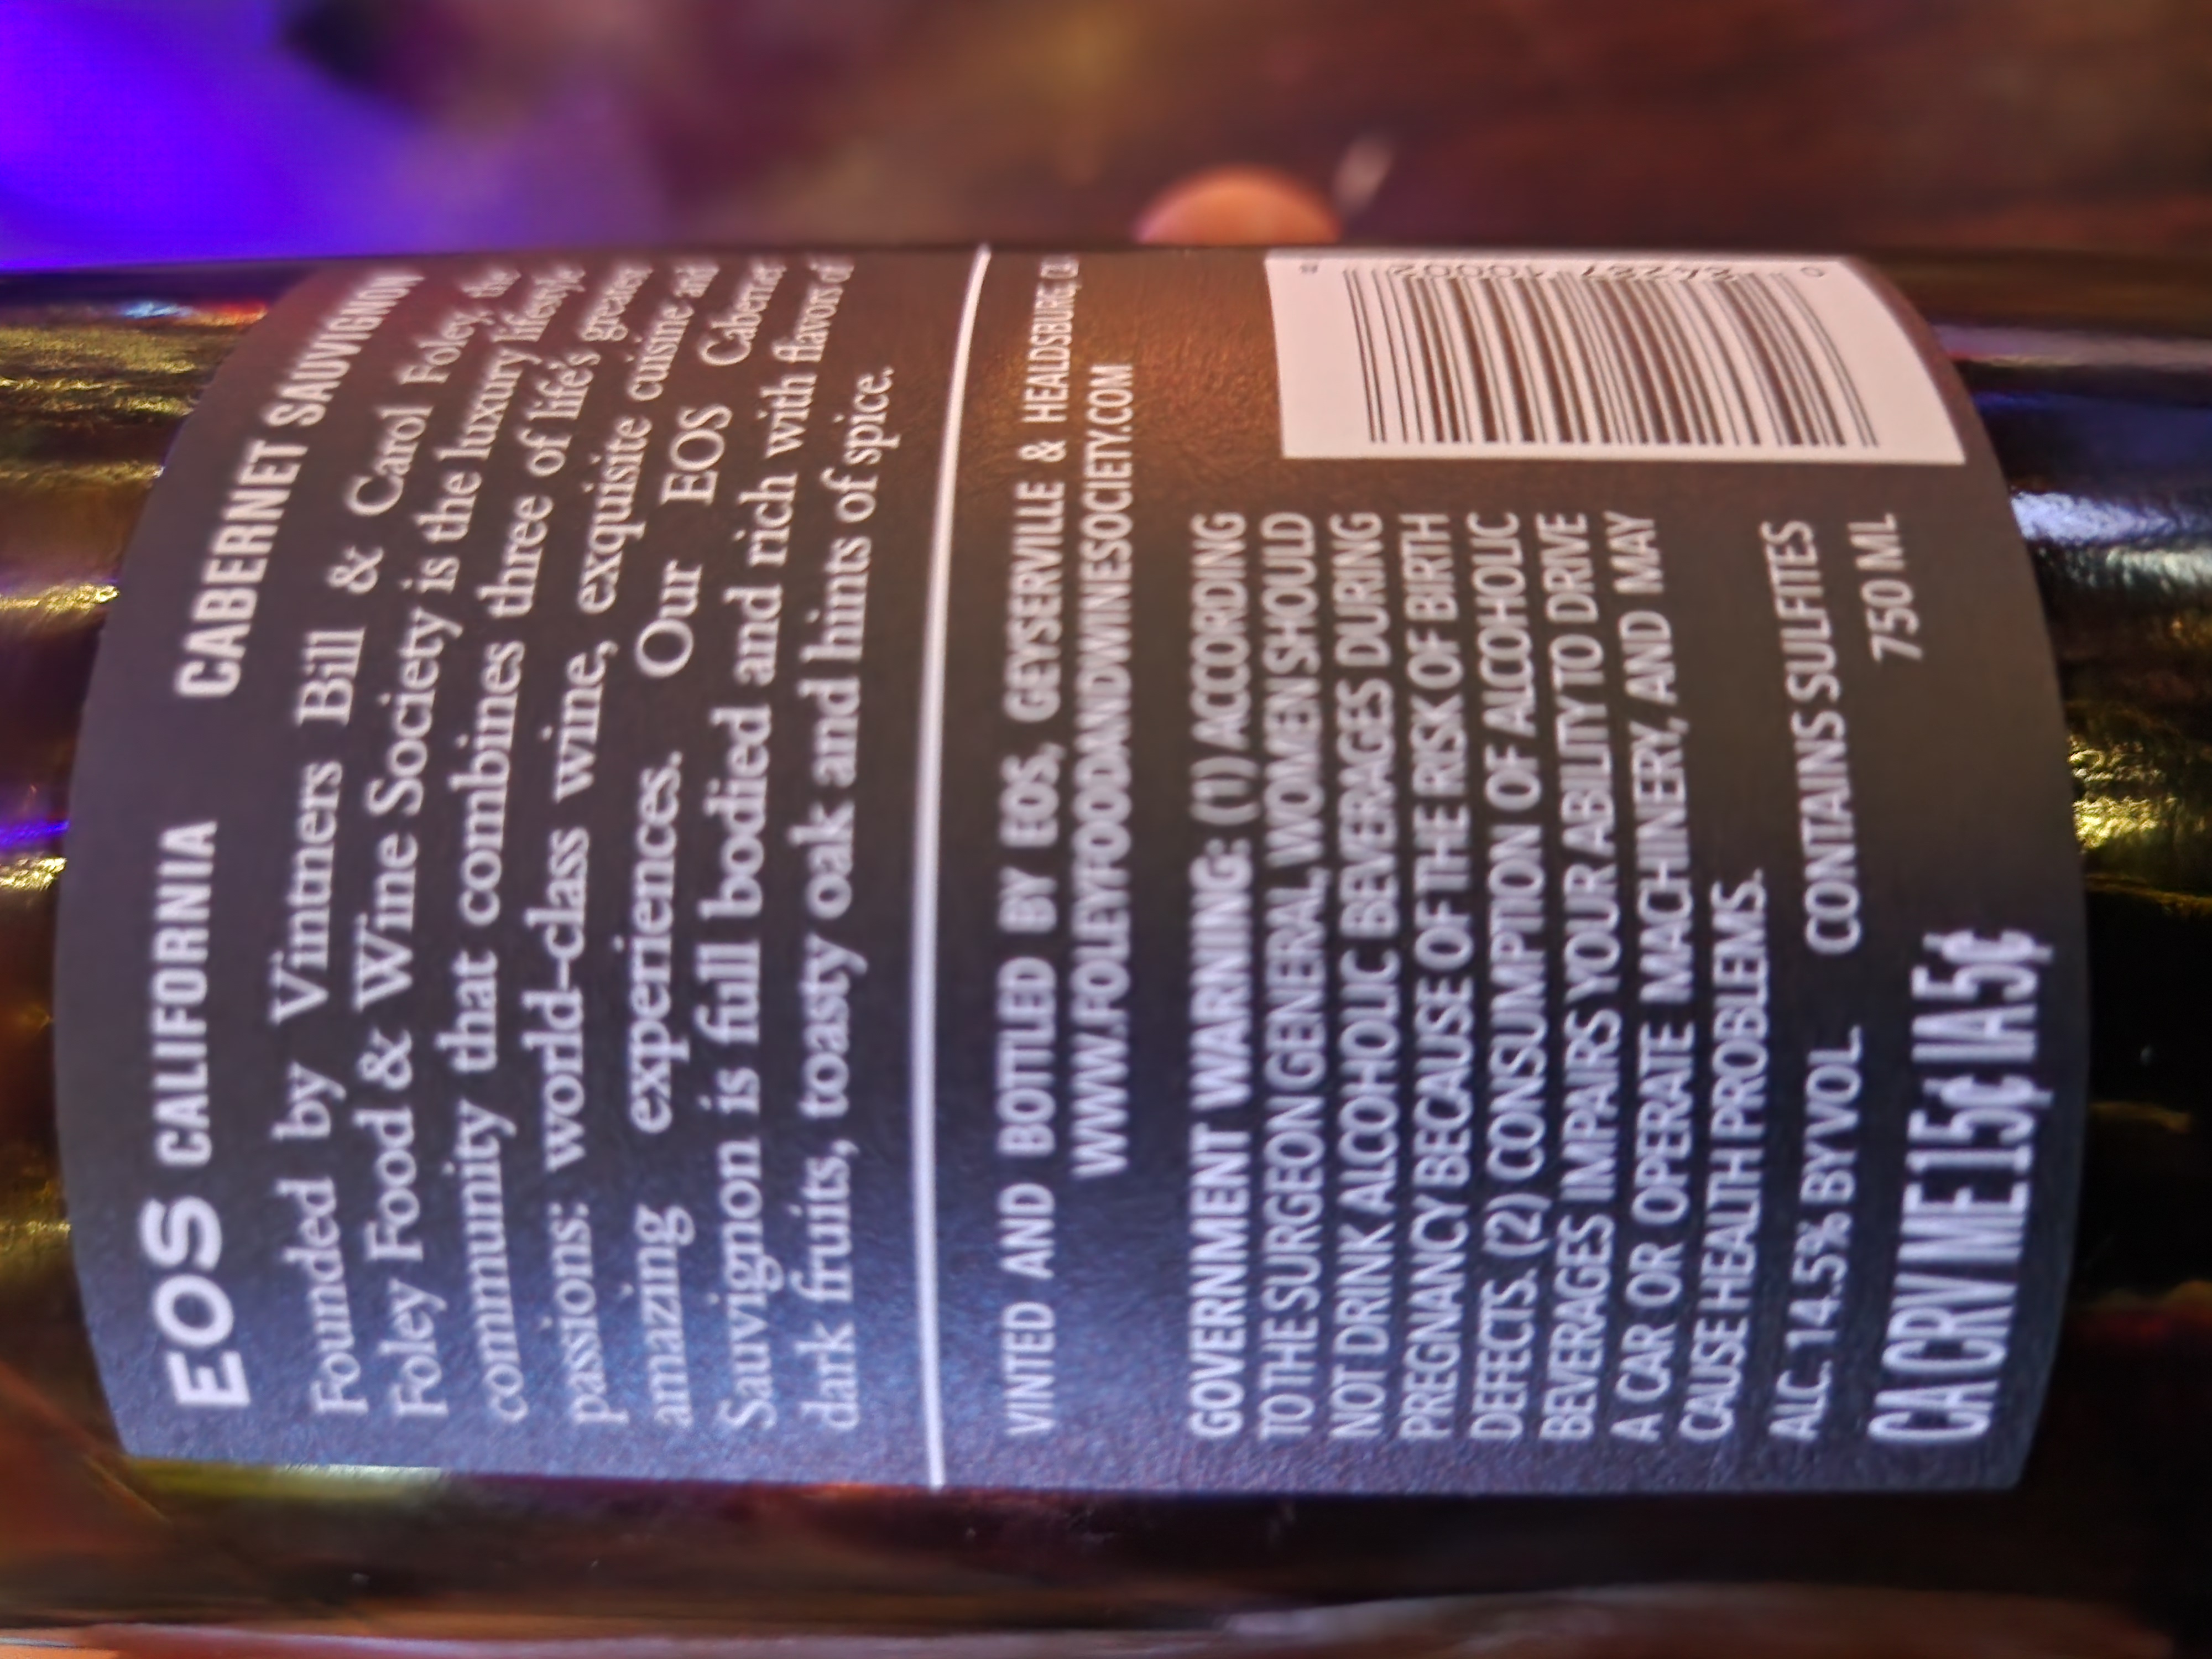 EOS CALIFORNIA CABERNET SAUVIGNON
Founded by Vintners Bill & Carol Foley, the
Foley Food & Wine Society is the luxury lifestyle
community that combines three of life's greatest
passions: world-class wine, exquisite cuisine and
amazing experiences. Our EOS Cabernet
Sauvignon is full bodied and rich with flavors of
dark fruits, toasty oak and hints of spice.
VINTED AND BOTTLED BY EOS, GEYSERVILLE & HEALDSBURG, CA
WWW.FOLEYFOODANDWINESOCIETY.COM
GOVERNMENT WARNING: (1) ACCORDING
TO THE SURGEON GENERAL, WOMEN SHOULD
NOT DRINK ALCOHOLIC BEVERAGES DURING
PREGNANCY BECAUSE OF THE RISK OF BIRTH
DEFECTS. (2) CONSUMPTION OF ALCOHOLIC
BEVERAGES IMPAIRS YOUR ABILITY TO DRIVE
A CAR OR OPERATE MACHINERY, AND MAY
CAUSE HEALTH PROBLEMS.
ALC. 14.5% BY VOL CONTAINS SULFITES
CA CRV ME 15¢ IA 5¢ 750 ML